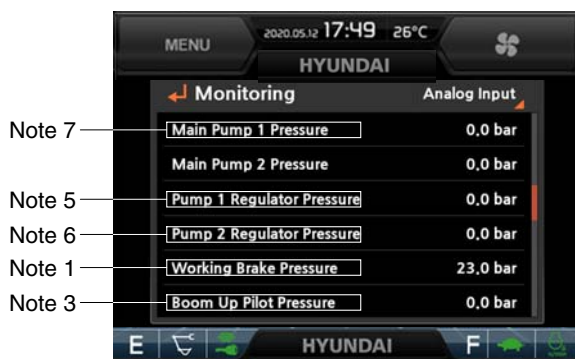 MENU
2020.05.12 17:49 26°C
HYUNDAI
Monitoring Analog Input
Note 7 Main Pump 1 Pressure 0.0 bar
Main Pump 2 Pressure 0.0 bar
Note 5 Pump 1 Regulator Pressure 0.0 bar
Note 6 Pump 2 Regulator Pressure 0.0 bar
Note 1 Working Brake Pressure 23.0 bar
Note 3 Boom Up Pilot Pressure 0.0 bar
E HYUNDAI F